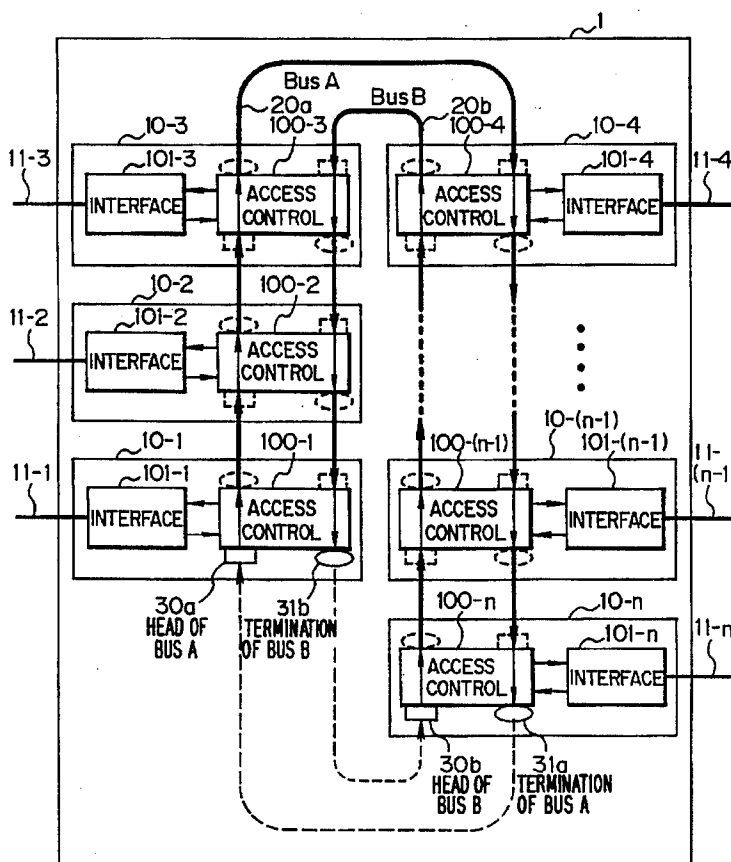 1
Bus A
Bus B
20a
20b
10-3
100-3
100-4
10-4
101-3
101-4
11-3
11-4
INTERFACE
ACCESS
CONTROL
ACCESS
CONTROL
INTERFACE
10-2
100-2
101-2
11-2
INTERFACE
ACCESS
CONTROL
10-1
100-1
101-1
11-1
INTERFACE
ACCESS
CONTROL
10-(n-1)
100-(n-1)
101-(n-1)
11-
(n-1
ACCESS
CONTROL
INTERFACE
30a
HEAD OF
BUS A
31b
TERMINATION
OF BUS B
100-n
10-n
101-n
11-n
ACCESS
CONTROL
INTERFACE
30b
HEAD OF
BUS B
31a
TERMINATION
OF BUS A